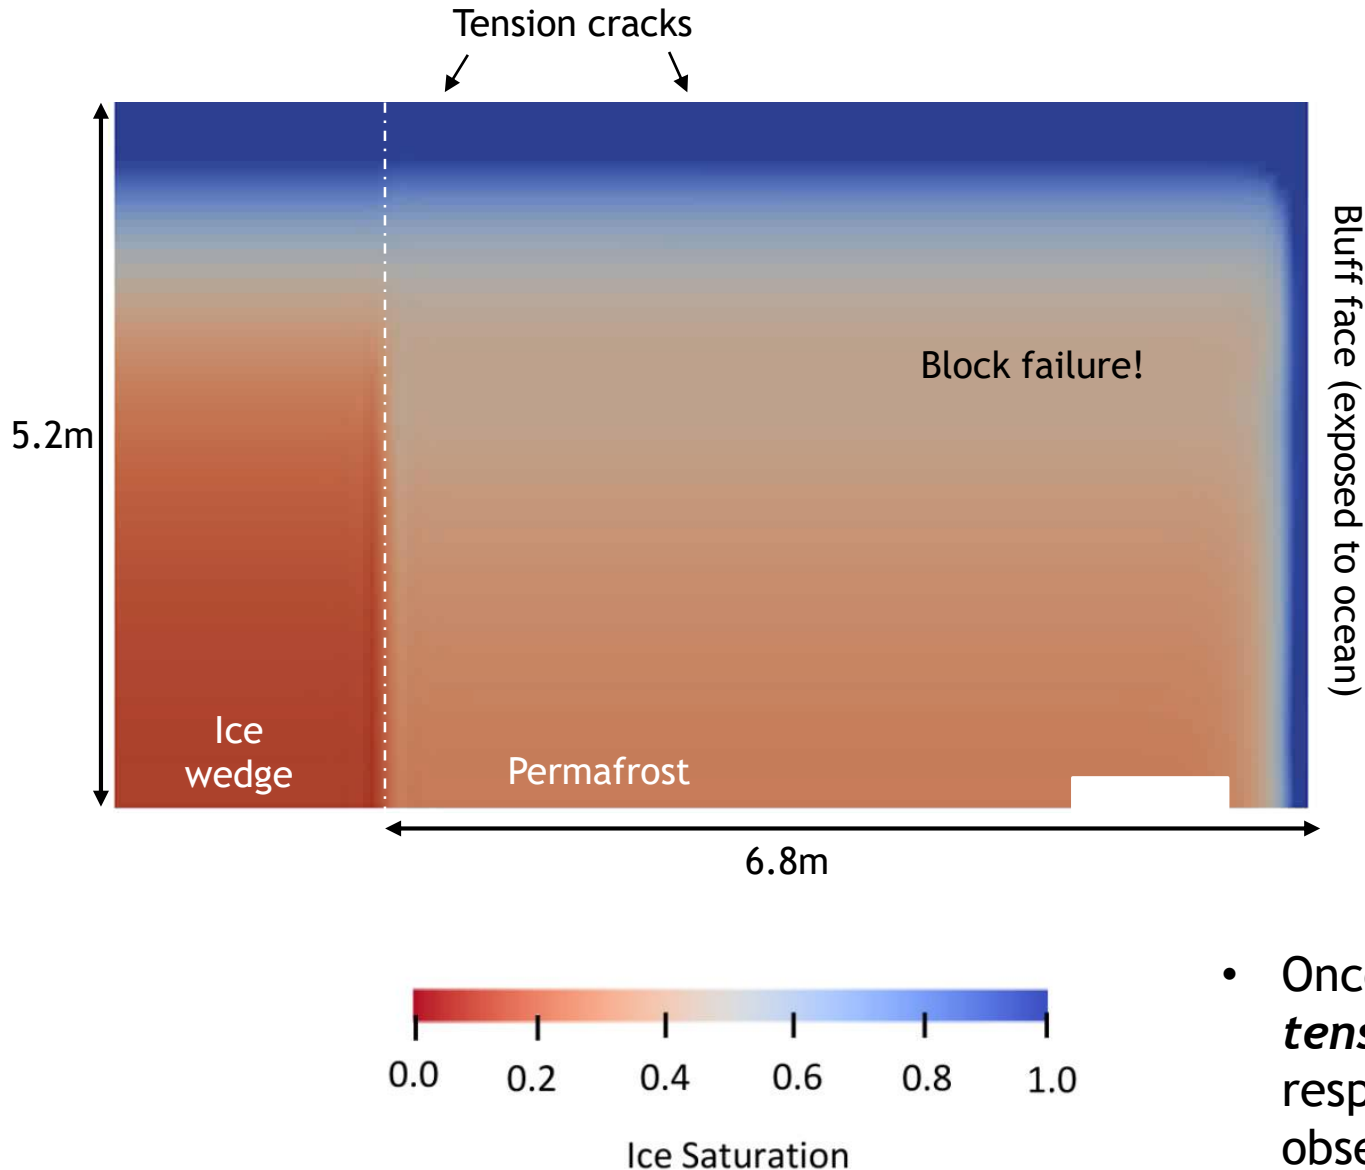 Tension cracks
Bluff face (exposed to ocean)
Block failure!
5.2m
Ice
wedge
Permafrost
6.8m
0.0 0.2 0.4 0.6 0.8 1.0
Ice Saturation
•